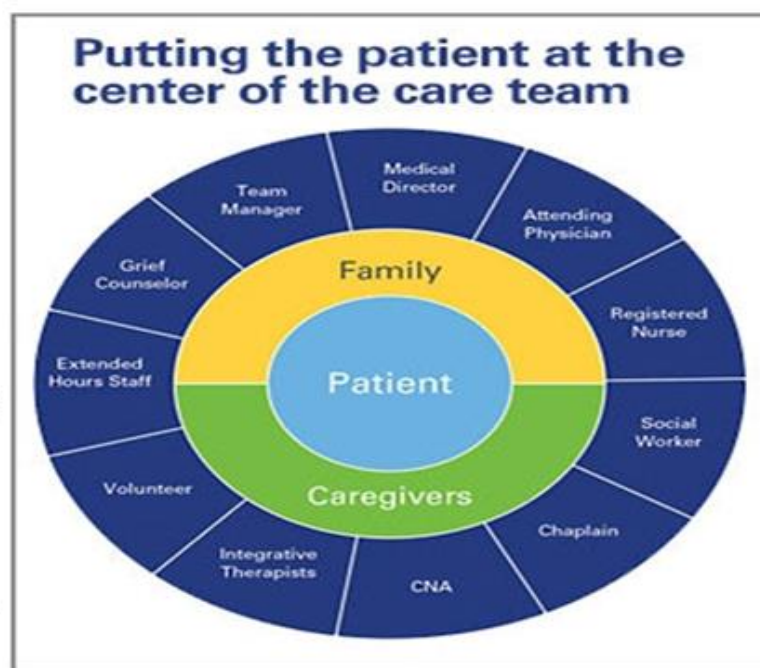 Putting the patient at the
center of the care team
Medical
Director
Attending
Physician
Registered
Nurse
Social
Worker
Chaplain
CNA
Integrative
Therapists
Volunteer
Extended
Hours Staff
Grief
Counselor
Team
Manager
Family
Patient
Caregivers